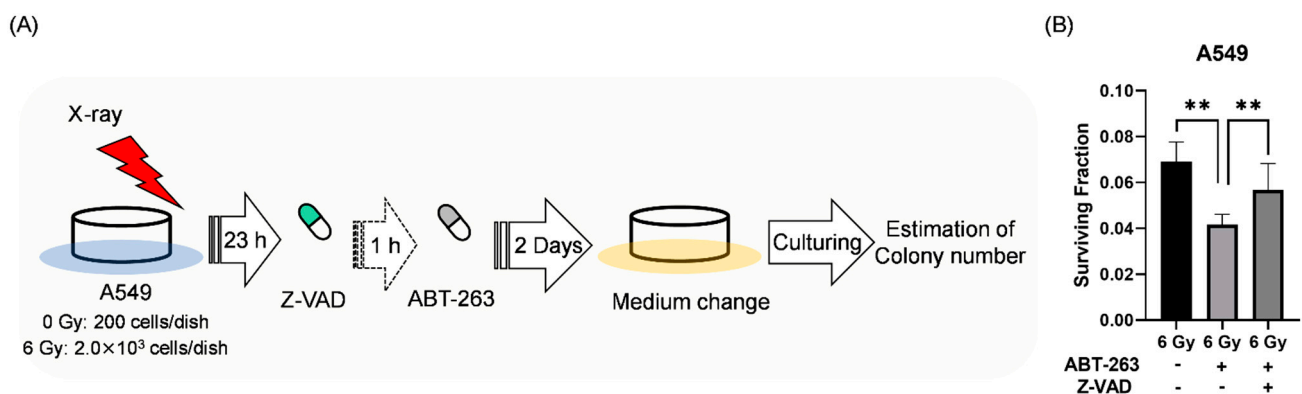 (A)
X-ray
23 h
1 h
2 Days
Culturing
Estimation of
Colony number
A549
Z-VAD
ABT-263
Medium change
0 Gy: 200 cells/dish
6 Gy: 2.0×10³ cells/dish
(B)
A549
** **
Surviving Fraction
0.10
0.08
0.06
0.04
0.02
0.00
6 Gy 6 Gy 6 Gy
ABT-263 - + +
Z-VAD - - +